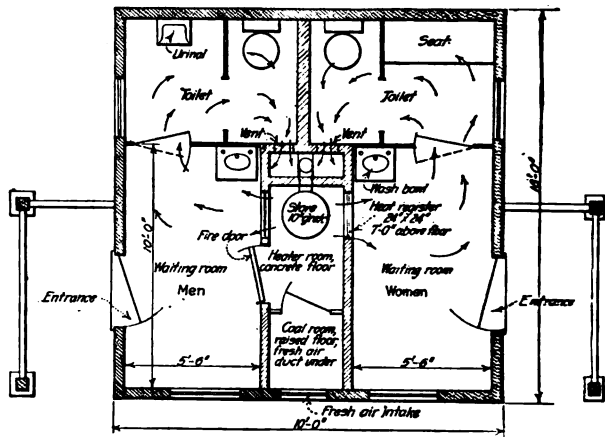 Urinal
Seat
Toilet
Toilet
Vent
Vent
Wash bowl
Stove
Heat register
24"x 24"
7'-0" above floor
10'-0"
Fire door
Heater room,
concrete floor
Waiting room
Men
Waiting room
Women
Entrance
Entrance
Coal room,
raised floor,
fresh air
duct under
5'-6"
5'-6"
Fresh air intake
10'-0"